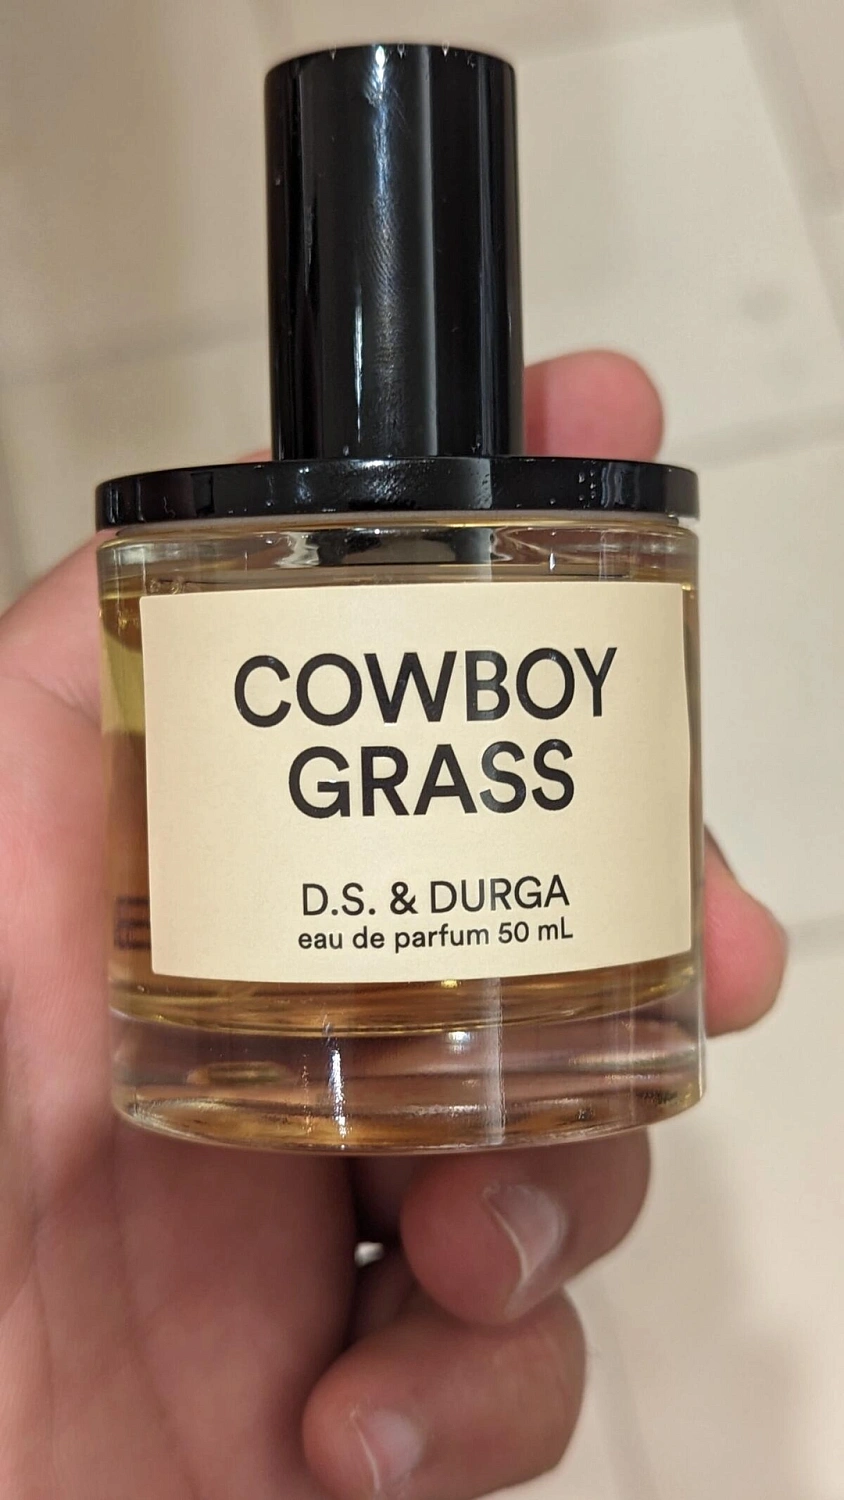 COWBOY
GRASS
D.S. & DURGA
eau de parfum 50 mL